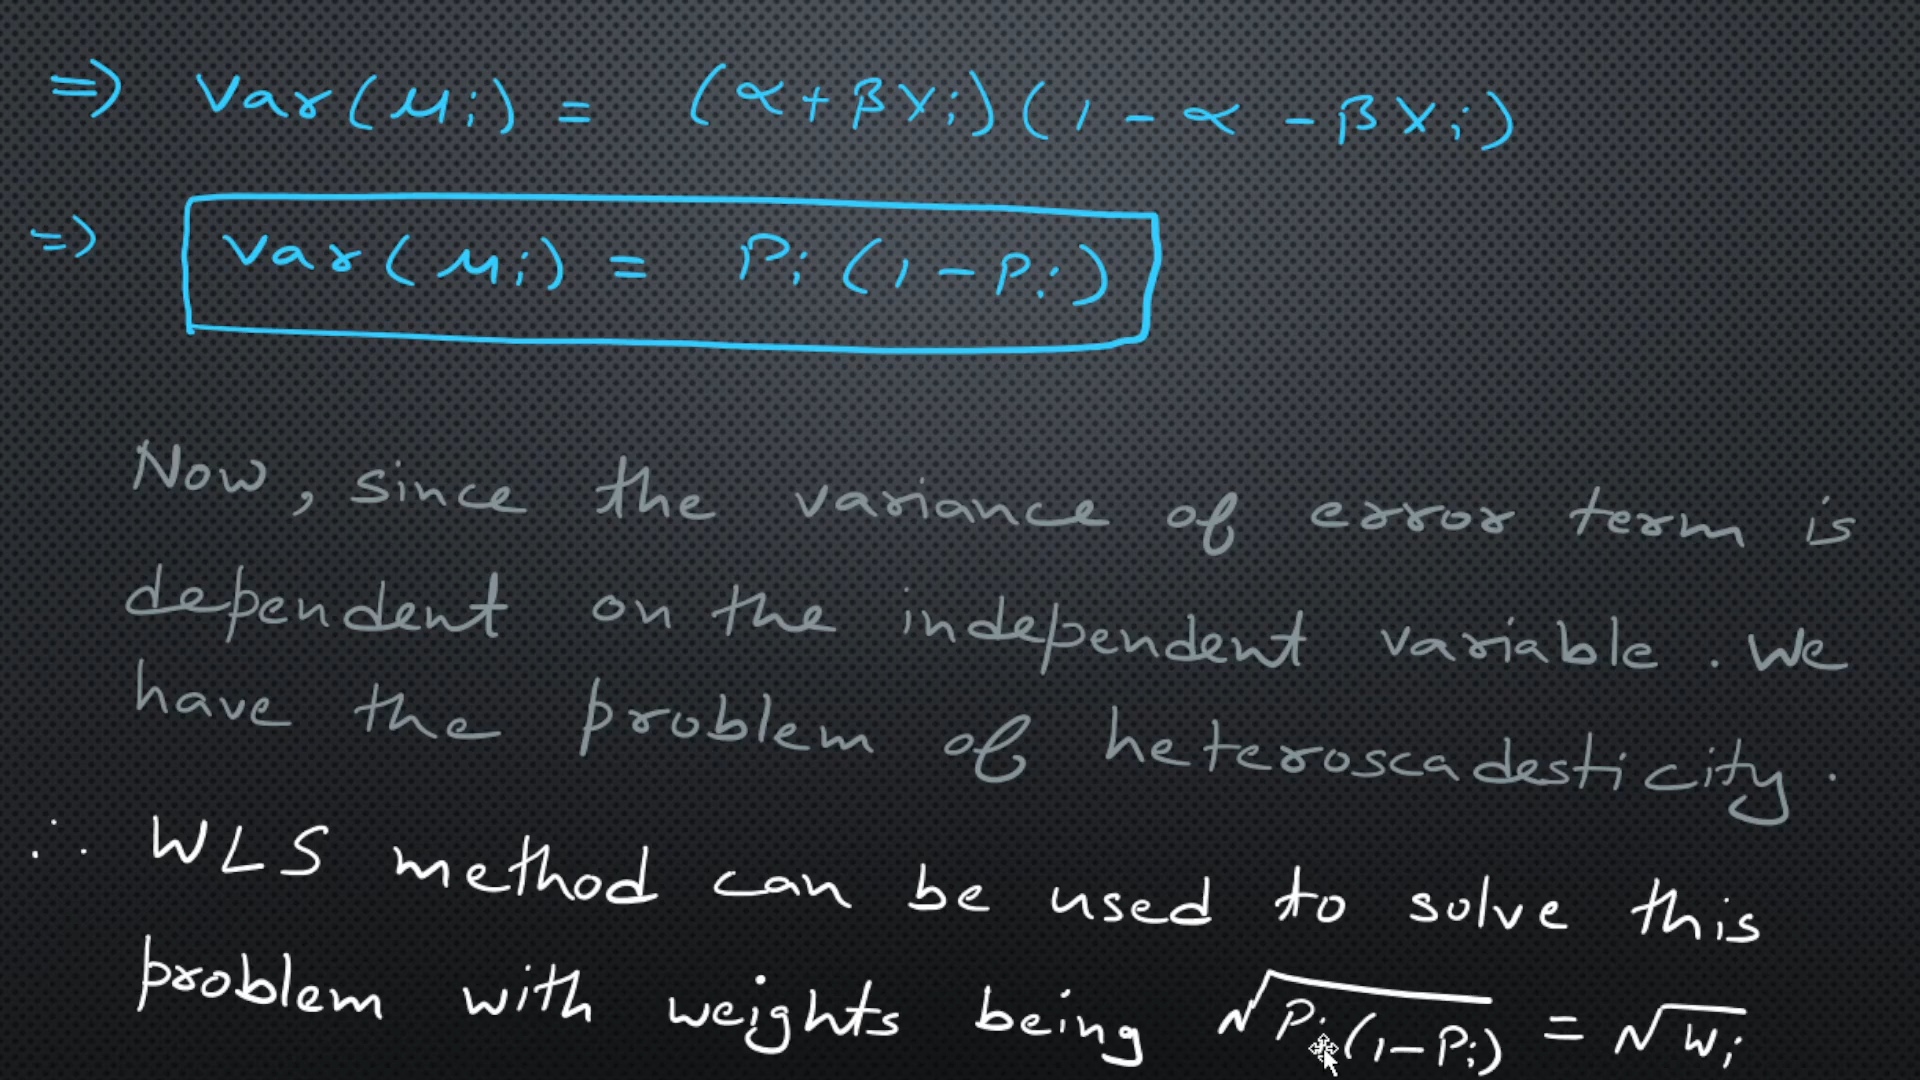 => Var(μi) = (α + βXi)(1 - α - βXi)
=> Var(μi) = Pi(1-Pi)
Now, since the variance of error term is
dependent on the independent variable. We
have the problem of heteroscadesticity.
∴ WLS method can be used to solve this
problem with weights being √Pi(1-Pi) = √wi